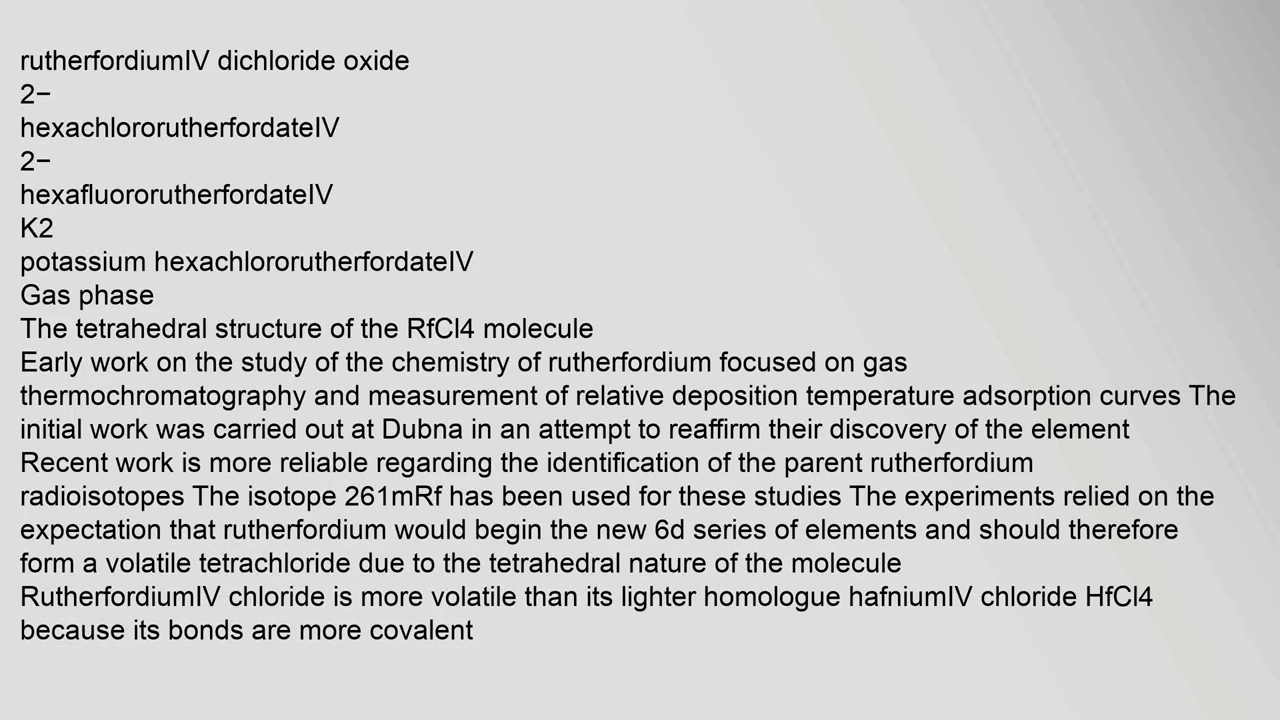 rutherfordiumIV dichloride oxide
2−
hexachlororutherfordateIV
2−
hexafluororutherfordateIV
K2
potassium hexachlororutherfordateIV
Gas phase
The tetrahedral structure of the RfCl4 molecule
Early work on the study of the chemistry of rutherfordium focused on gas
thermochromatography and measurement of relative deposition temperature adsorption curves The
initial work was carried out at Dubna in an attempt to reaffirm their discovery of the element
Recent work is more reliable regarding the identification of the parent rutherfordium
radioisotopes The isotope 261mRf has been used for these studies The experiments relied on the
expectation that rutherfordium would begin the new 6d series of elements and should therefore
form a volatile tetrachloride due to the tetrahedral nature of the molecule
RutherfordiumIV chloride is more volatile than its lighter homologue hafniumIV chloride HfCl4
because its bonds are more covalent